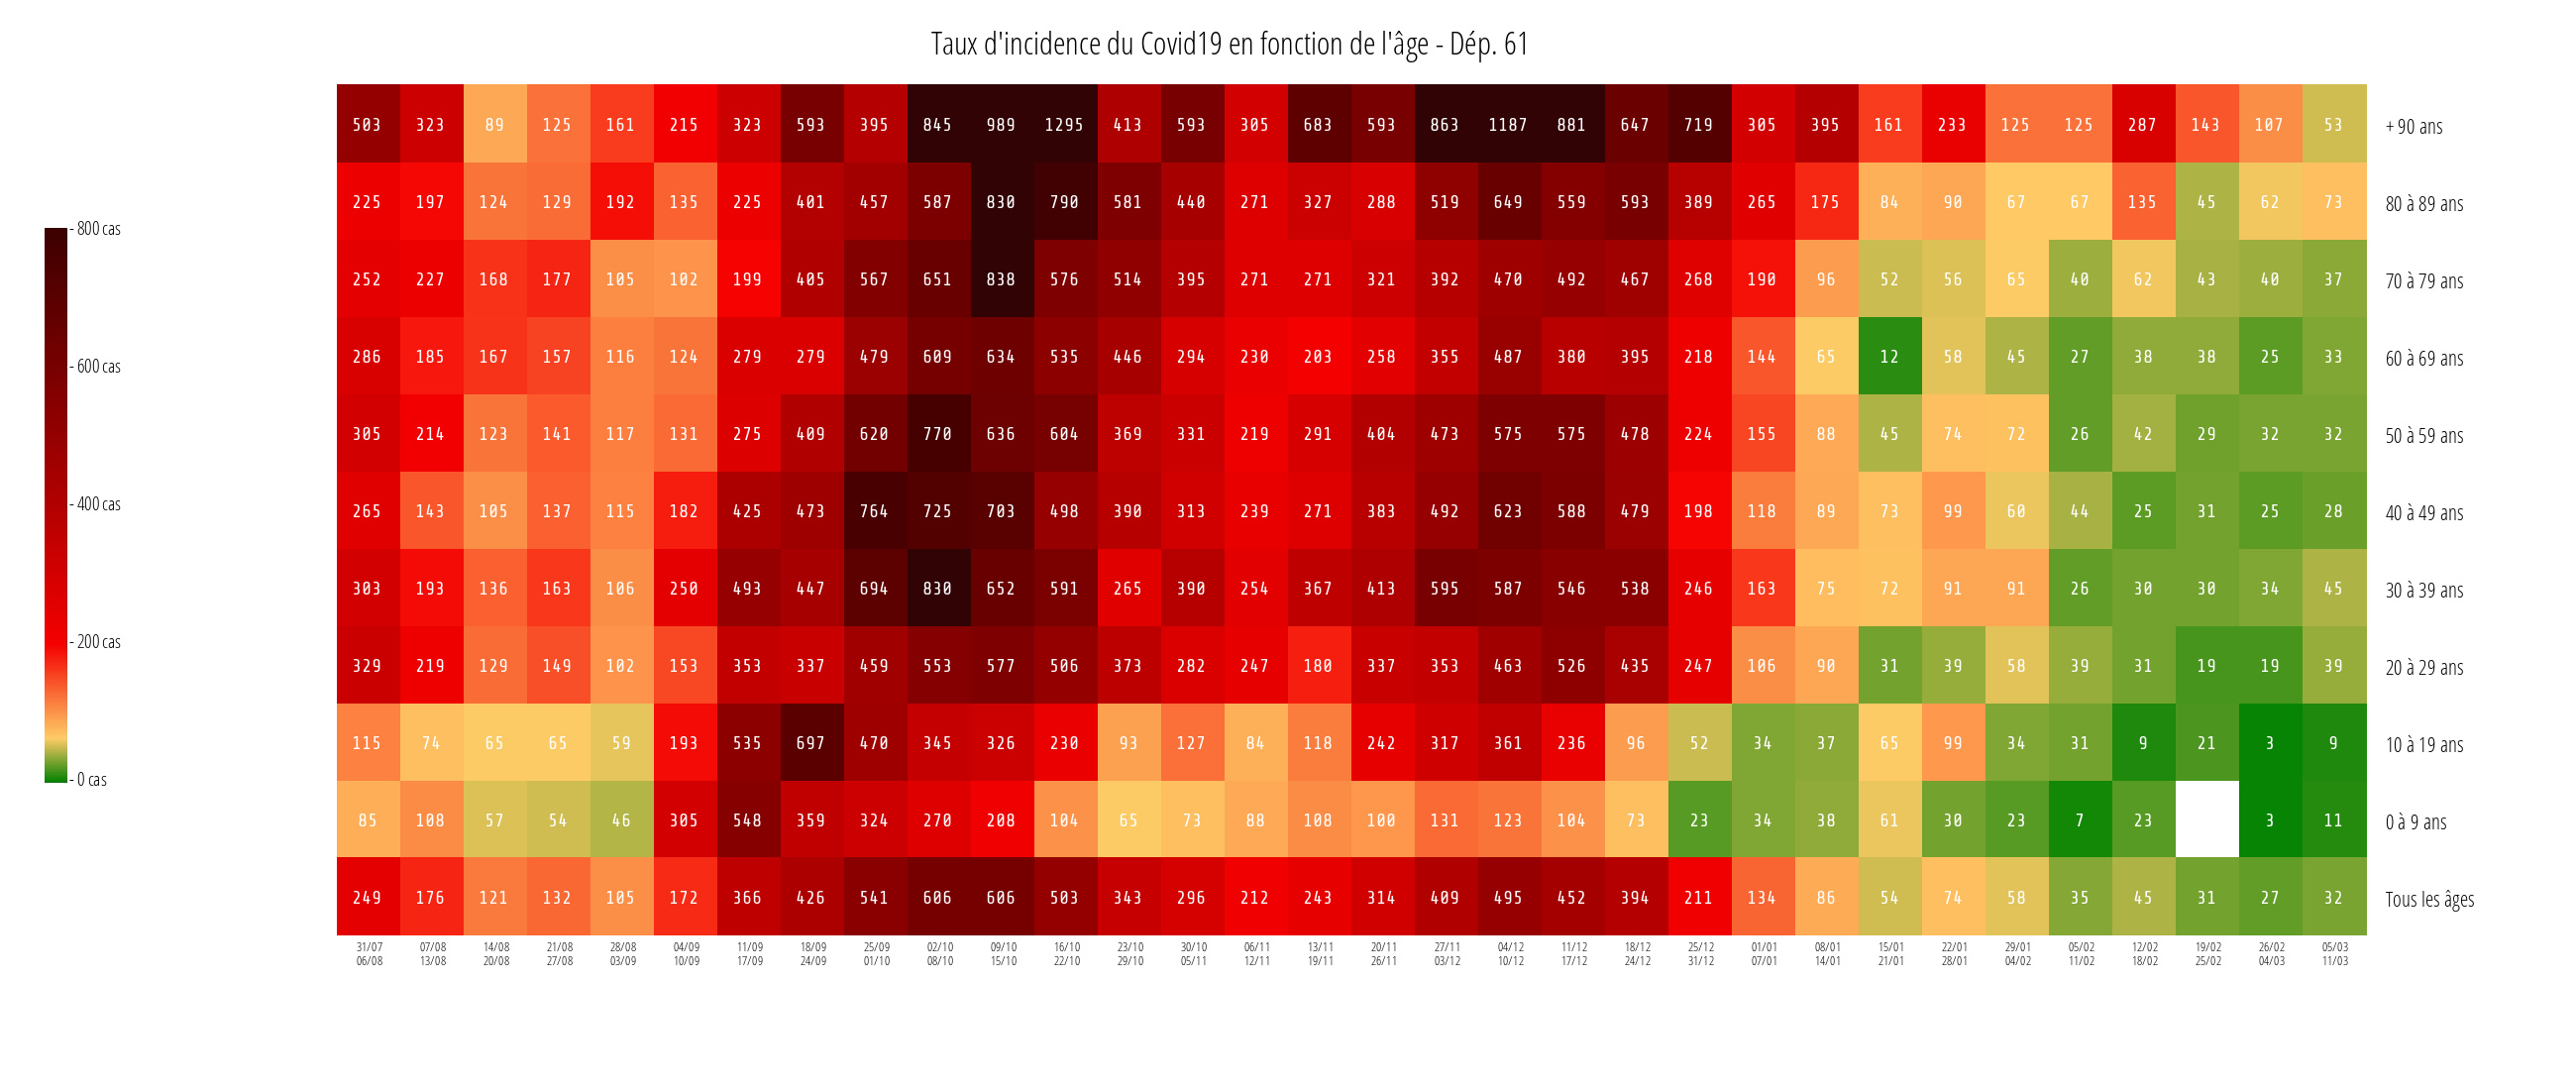 Taux d'incidence du Covid19 en fonction de l'âge - Dép. 61
- 800 cas
- 600 cas
- 400 cas
- 200 cas
- 0 cas
503 323 89 125 161 215 323 593 395 845 989 1295 413 593 305 683 593 863 1187 881 647 719 305 395 161 233 125 125 287 143 107 53 + 90 ans
225 197 124 129 192 135 225 401 457 587 830 790 581 440 271 327 288 519 649 559 593 389 265 175 84 90 67 67 135 45 62 73 80 à 89 ans
252 227 168 177 105 102 199 405 567 651 838 576 514 395 271 271 321 392 470 492 467 268 190 96 52 56 65 40 62 43 40 37 70 à 79 ans
286 185 167 157 116 124 279 279 479 609 634 535 446 294 230 203 258 355 487 380 395 218 144 65 12 58 45 27 38 38 25 33 60 à 69 ans
305 214 123 141 117 131 275 409 620 770 636 604 369 331 219 291 404 473 575 575 478 224 155 88 45 74 72 26 42 29 32 32 50 à 59 ans
265 143 105 137 115 182 425 473 764 725 703 498 390 313 239 271 383 492 623 588 479 198 118 89 73 99 60 44 25 31 25 28 40 à 49 ans
303 193 136 163 106 250 493 447 694 830 652 591 265 390 254 367 413 595 587 546 538 246 163 75 72 91 91 26 30 30 34 45 30 à 39 ans
329 219 129 149 102 153 353 337 459 553 577 506 373 282 247 180 337 353 463 526 435 247 106 90 31 39 58 39 31 19 19 39 20 à 29 ans
115 74 65 65 59 193 535 697 470 345 326 230 93 127 84 118 242 317 361 236 96 52 34 37 65 99 34 31 9 21 3 9 10 à 19 ans
85 108 57 54 46 305 548 359 324 270 208 104 65 73 88 108 100 131 123 104 73 23 34 38 61 30 23 7 23 3 11 0 à 9 ans
249 176 121 132 105 172 366 426 541 606 606 503 343 296 212 243 314 409 495 452 394 211 134 86 54 74 58 35 45 31 27 32 Tous les âges
31/07 07/08 14/08 21/08 28/08 04/09 11/09 18/09 25/09 02/10 09/10 16/10 23/10 30/10 06/11 13/11 20/11 27/11 04/12 11/12 18/12 25/12 01/01 08/01 15/01 22/01 29/01 05/02 12/02 19/02 26/02 05/03
06/08 13/08 20/08 27/08 03/09 10/09 17/09 24/09 01/10 08/10 15/10 22/10 29/10 05/11 12/11 19/11 26/11 03/12 10/12 17/12 24/12 31/12 07/01 14/01 21/01 28/01 04/02 11/02 18/02 25/02 04/03 11/03